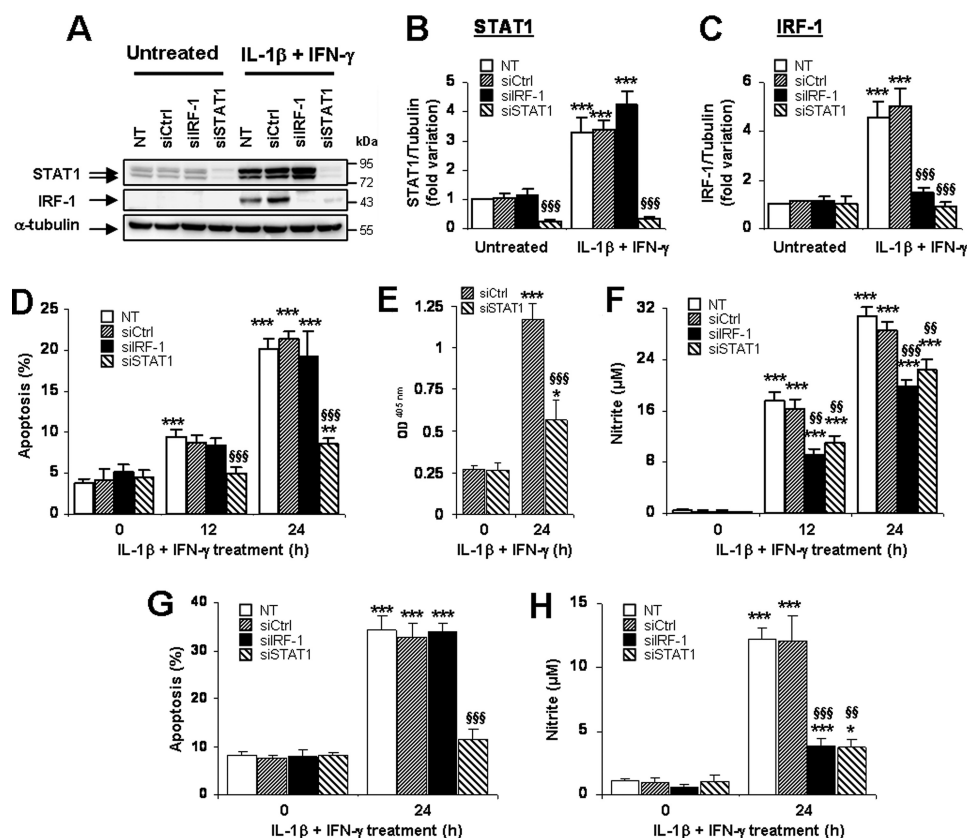 A
Untreated
IL-1β + IFN-γ
NT
siCtrl
siIRF-1
siSTAT1
NT
siCtrl
siIRF-1
siSTAT1
kDa
STAT1
95
72
IRF-1
43
α-tubulin
55
B
STAT1
NT
siCtrl
siIRF-1
siSTAT1
STAT1/Tubulin
(fold variation)
5
4
3
2
1
0
§§§
***
***
***
§§§
Untreated
IL-1β + IFN-γ
C
IRF-1
NT
siCtrl
siIRF-1
siSTAT1
IRF-1/Tubulin
(fold variation)
6
4
2
0
***
***
§§§
§§§
Untreated
IL-1β + IFN-γ
D
NT
siCtrl
siIRF-1
siSTAT1
Apoptosis (%)
25
20
15
10
5
0
***
§§§
***
***
***
§§§
**
0
12
24
IL-1β + IFN-γ treatment (h)
E
siCtrl
siSTAT1
OD 405 nm
1.25
1
0.75
0.50
0.25
0
***
§§§
*
0
24
IL-1β + IFN-γ (h)
F
NT
siCtrl
siIRF-1
siSTAT1
Nitrite (µM)
32
24
16
8
0
***
***
§§
***
§§
***
***
***
§§§
***
§§
***
0
12
24
IL-1β + IFN-γ treatment (h)
G
NT
siCtrl
siIRF-1
siSTAT1
Apoptosis (%)
40
30
20
10
0
***
***
***
§§§
0
24
IL-1β + IFN-γ treatment (h)
H
NT
siCtrl
siIRF-1
siSTAT1
Nitrite (µM)
15
10
5
0
***
***
§§§
***
§§
*
0
24
IL-1β + IFN-γ treatment (h)